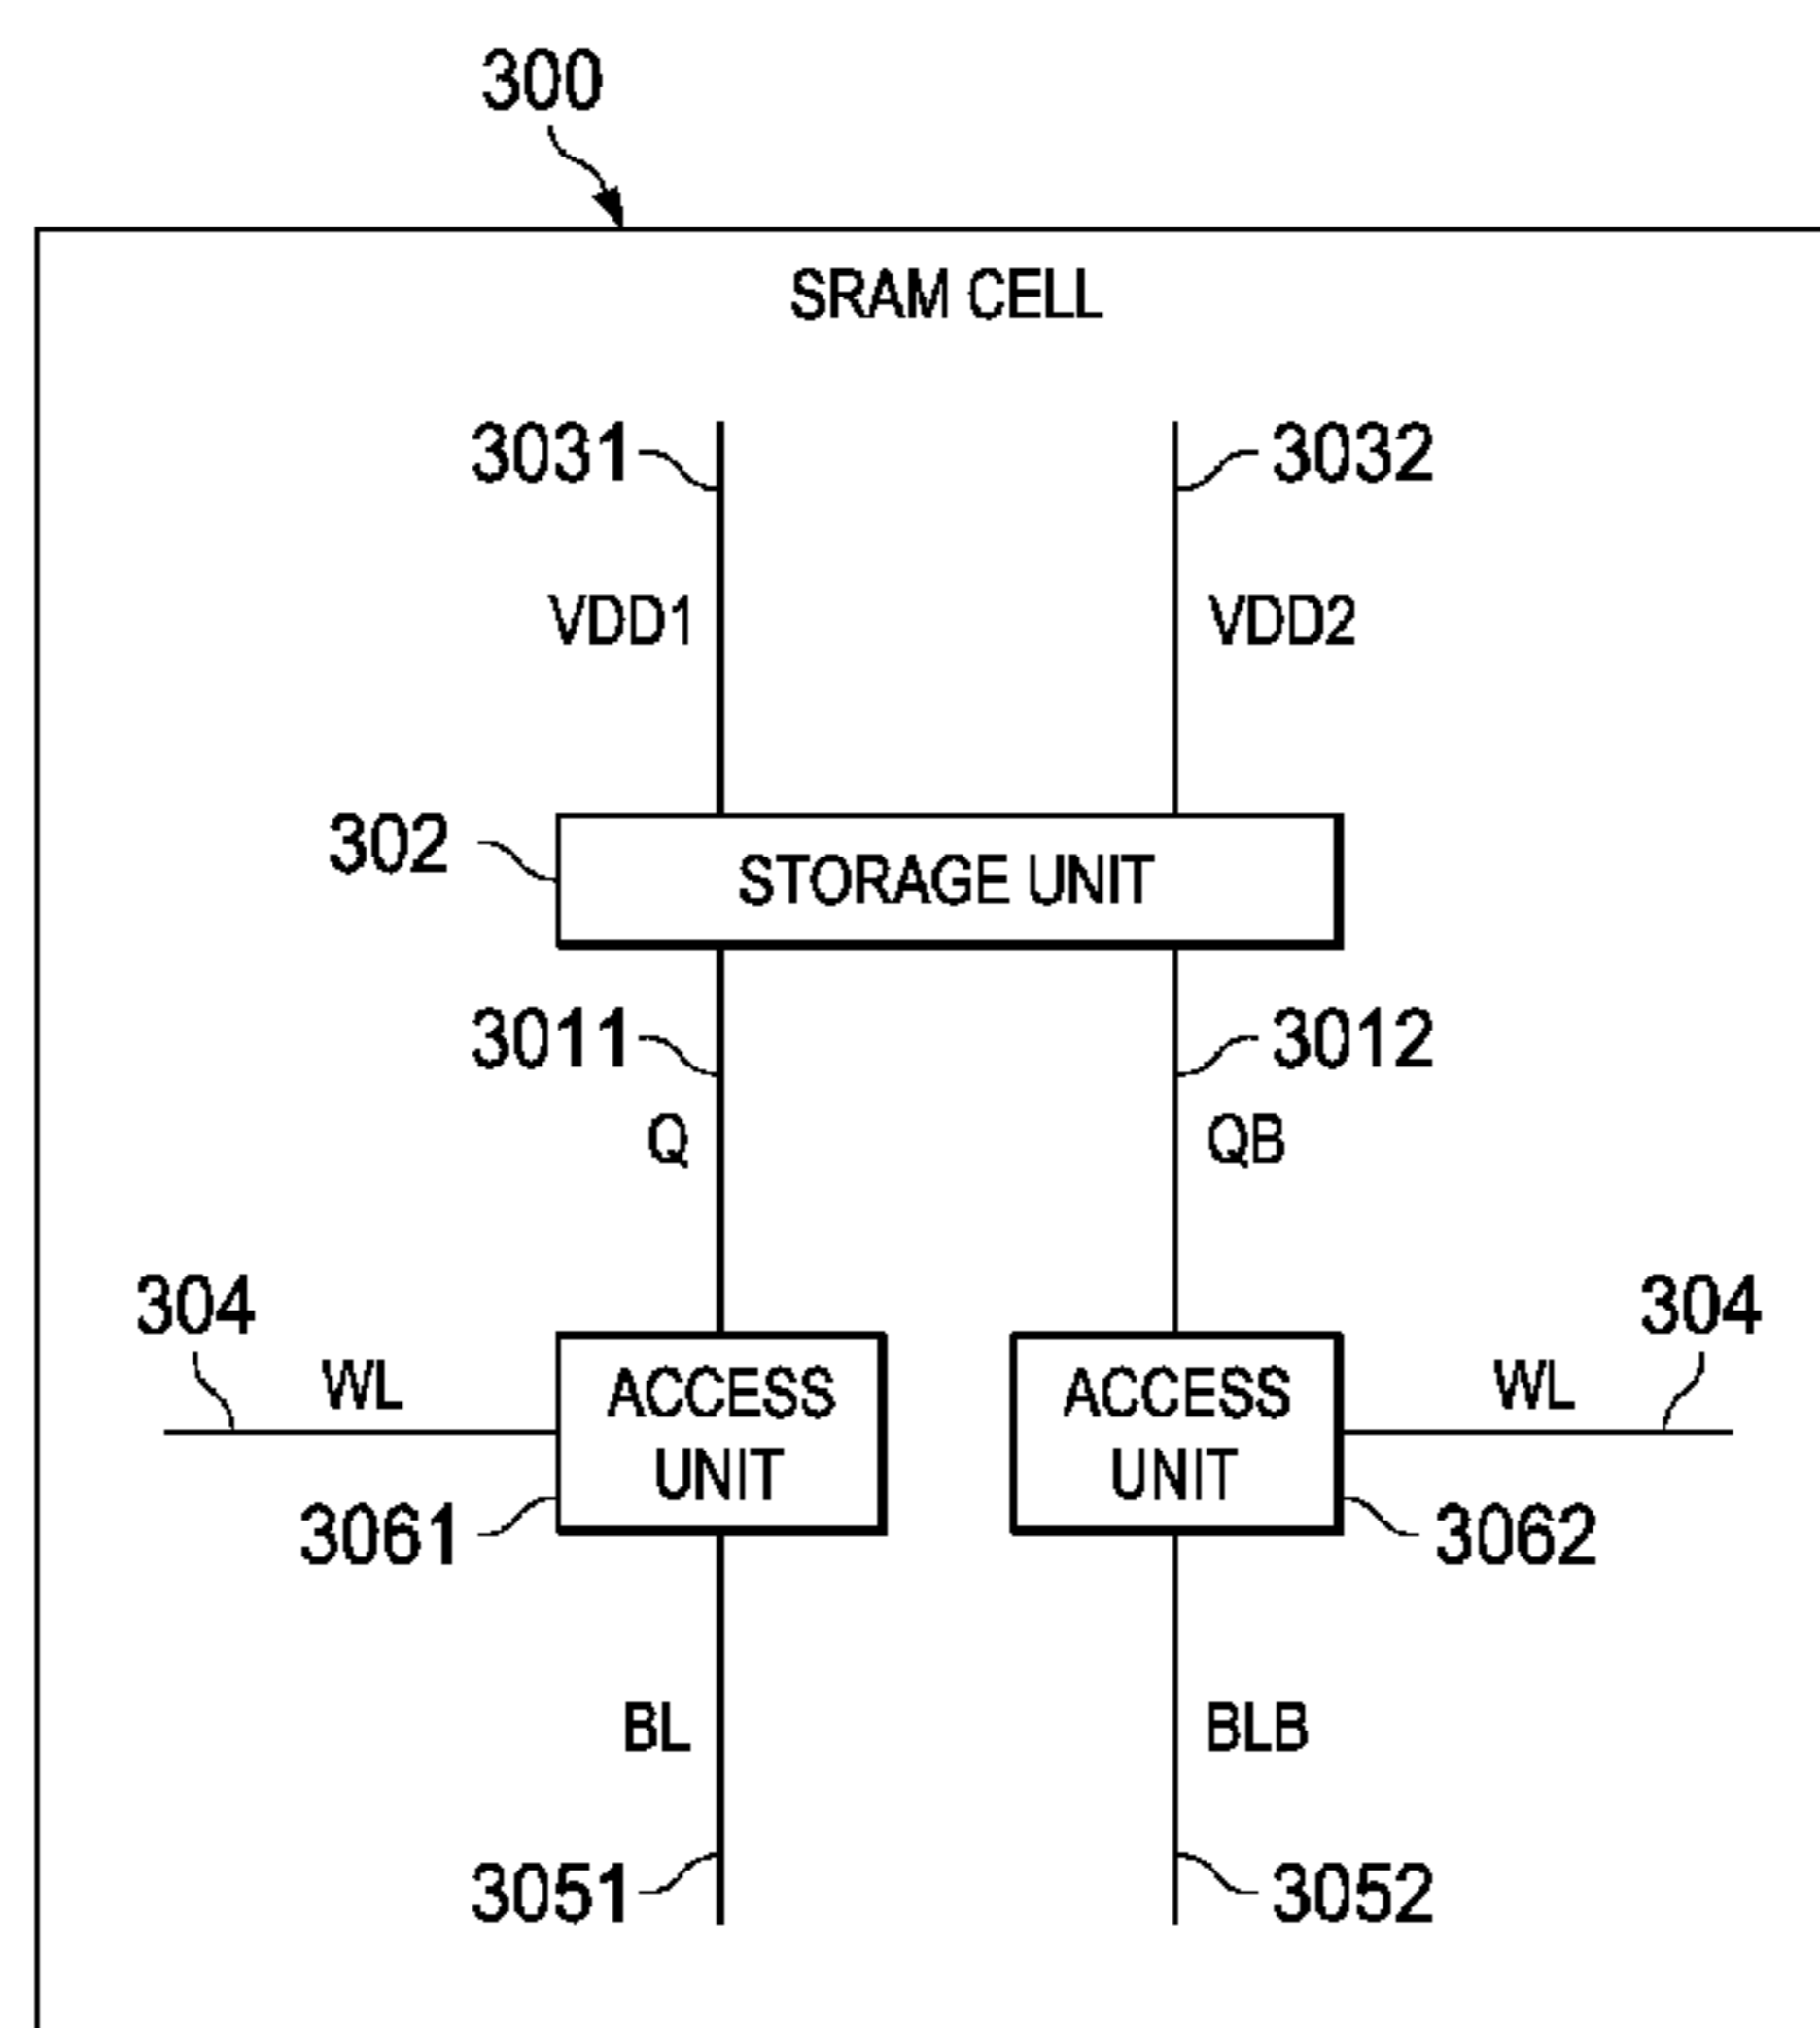 300
SRAM CELL
3031
3032
VDD1
VDD2
302
STORAGE UNIT
3011
3012
Q
QB
304
304
WL
WL
ACCESS
UNIT
ACCESS
UNIT
3061
3062
BL
BLB
3051
3052